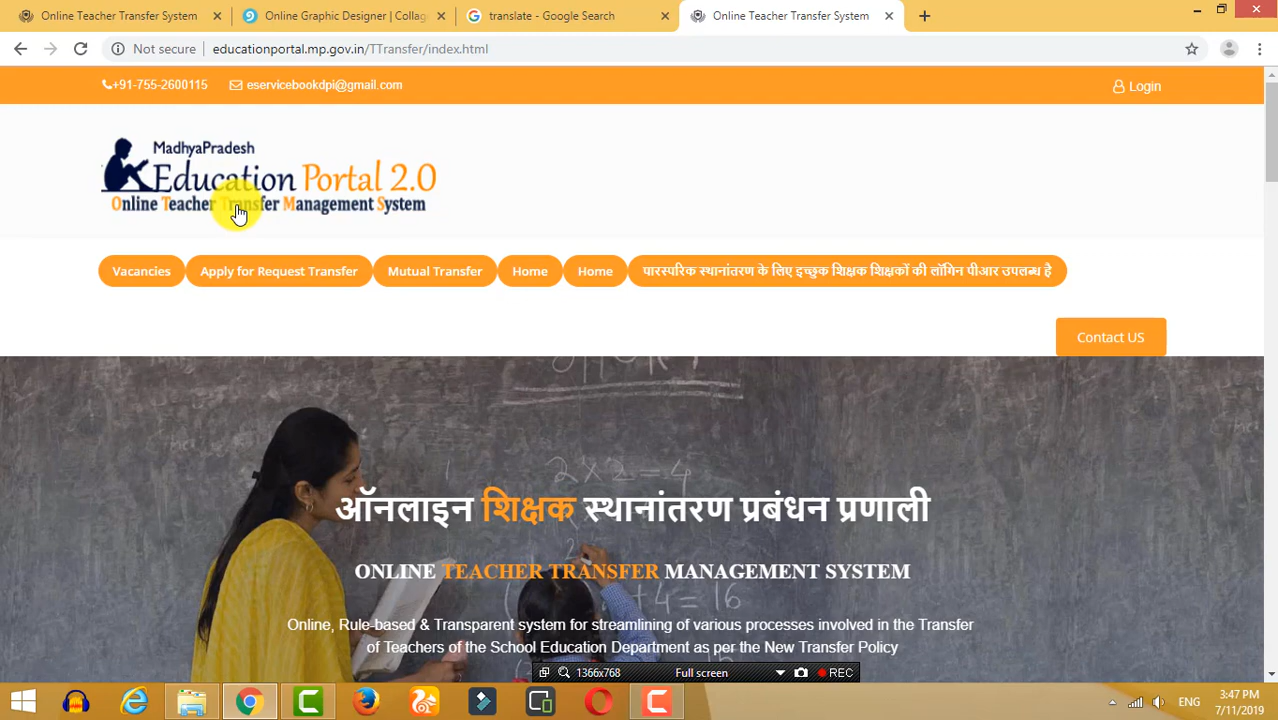 Online Teacher Transfer System
Online Graphic Designer | Collag
translate - Google Search
Online Teacher Transfer System
Not secure
educationportal.mp.gov.in/TTransfer/index.html
+91-755-2600115
eservicebookdpi@gmail.com
Login
MadhyaPradesh
Education Portal 2.0
Online Teacher Transfer Management System
Vacancies
Apply for Request Transfer
Mutual Transfer
Home
Home
पारस्परिक स्थानांतरण के लिए इच्छुक शिक्षक शिक्षकों की लॉगिन पीआर उपलब्ध है
Contact US
2 x 2 = 4
ऑनलाइन शिक्षक स्थानांतरण प्रबंधन प्रणाली
ONLINE TEACHER TRANSFER MANAGEMENT SYSTEM
= 16
Online, Rule-based & Transparent system for streamlining of various processes involved in the Transfer
of Teachers of the School Education Department as per the New Transfer Policy
1366x768
Full screen
REC
ENG
3:47 PM
7/11/2019